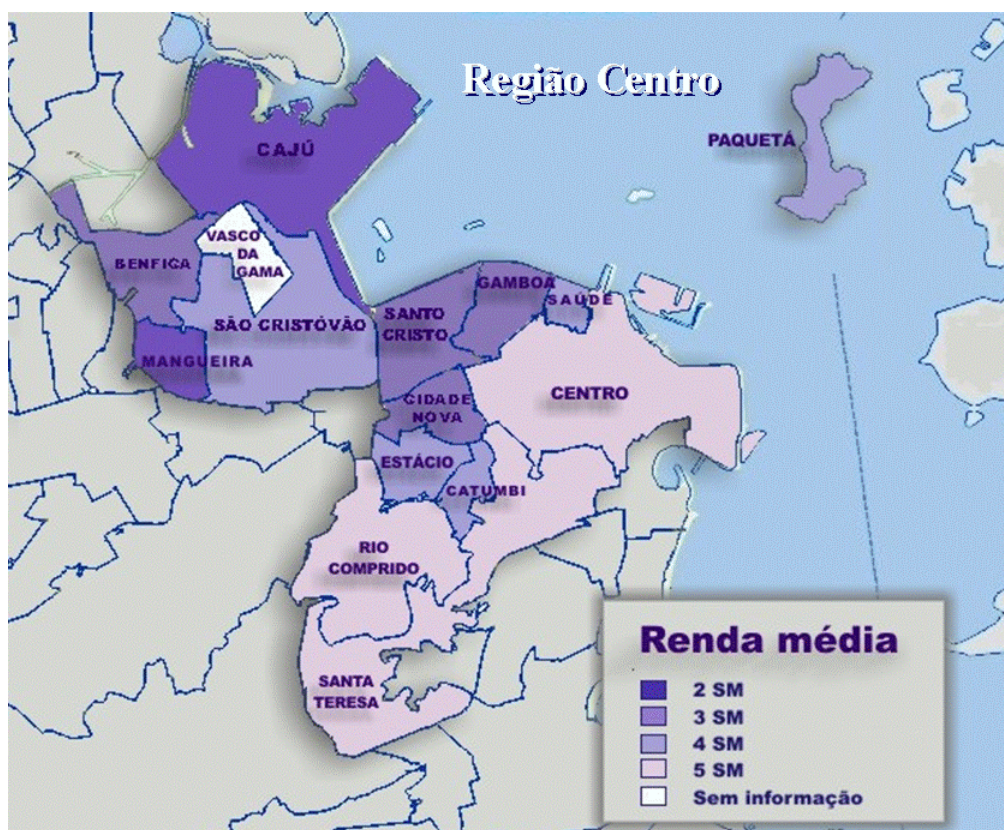 Região Centro
CAJÚ
PAQUETÁ
VASCO
DA
GAMA
BENFICA
GAMBOA
SAÚDE
SANTO
CRISTO
SÃO CRISTÓVÃO
MANGUEIRA
CENTRO
CIDADE
NOVA
ESTÁCIO
CATUMBI
RIO
COMPRIDO
SANTA
TERESA
Renda média
2 SM
3 SM
4 SM
5 SM
Sem informação